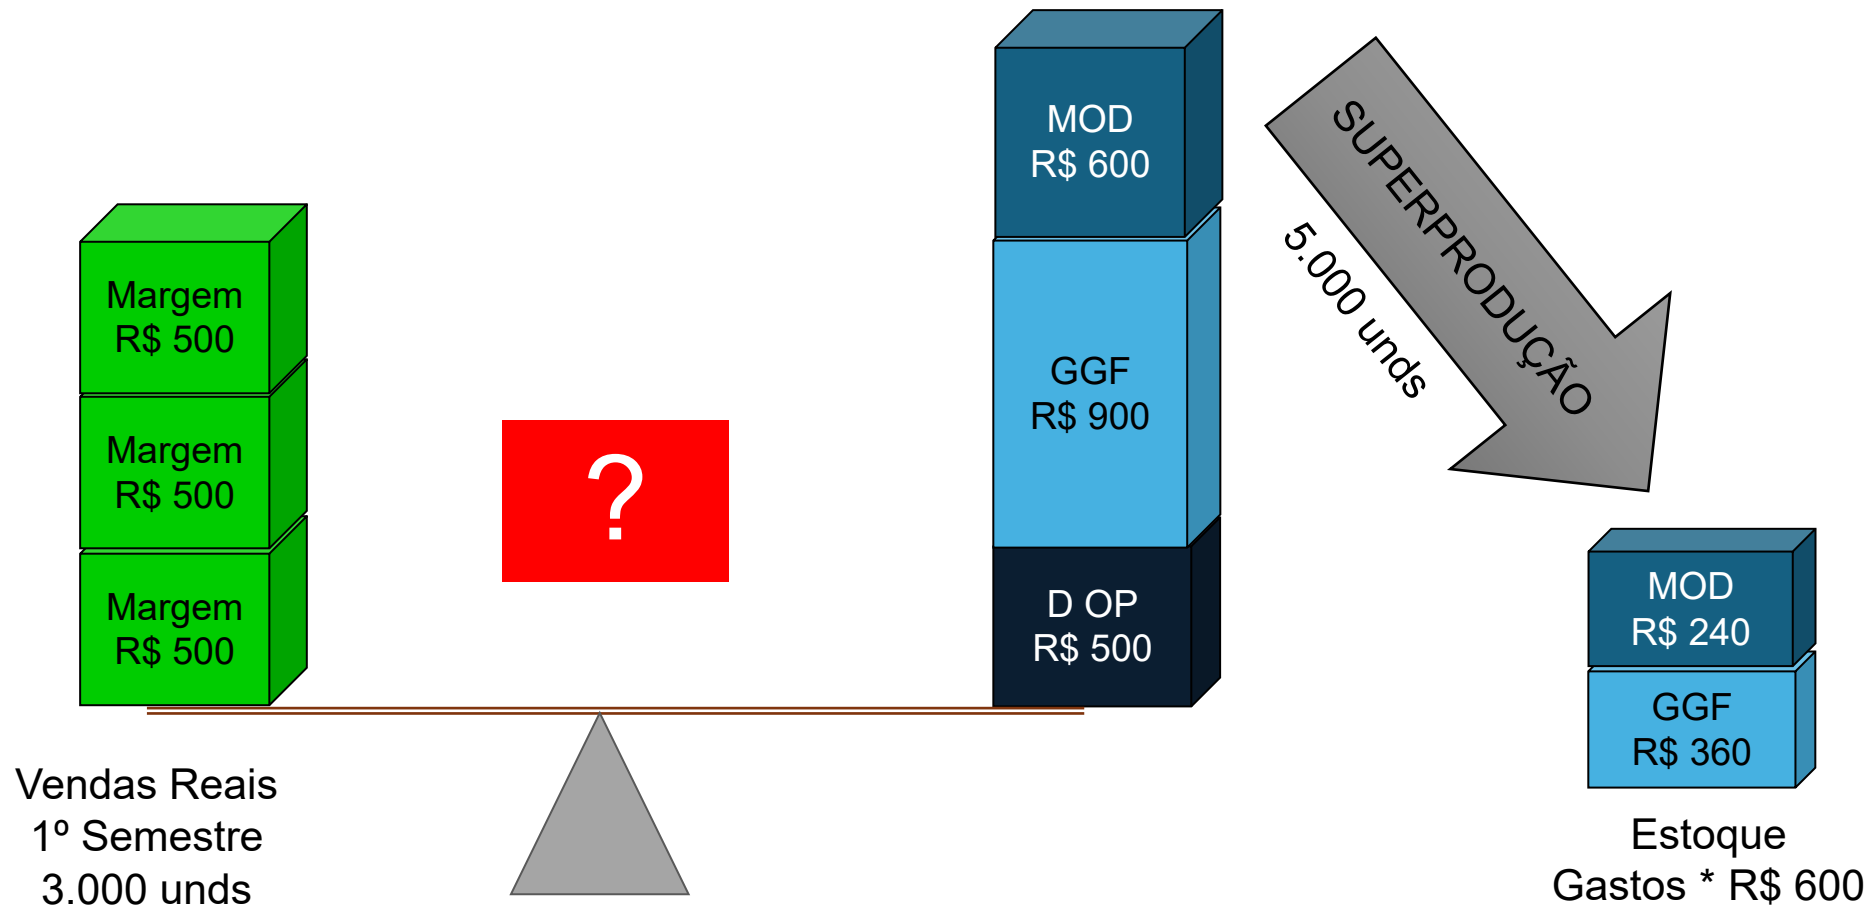 Margem
R$ 500
Margem
R$ 500
Margem
R$ 500
Vendas Reais
1º Semestre
3.000 unds
?
MOD
R$ 600
GGF
R$ 900
D OP
R$ 500
SUPERPRODUÇÃO
5.000 unds
MOD
R$ 240
GGF
R$ 360
Estoque
Gastos * R$ 600